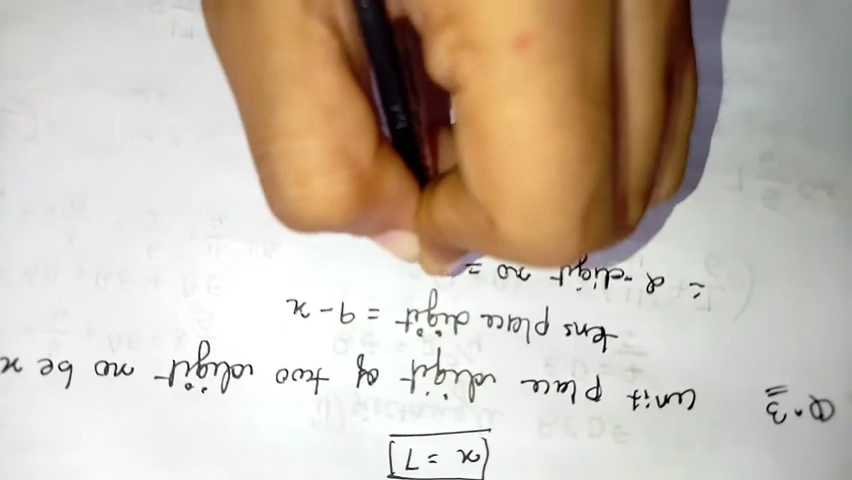 x = 7
Q.3 unit place digit of two digit no be x
tens place digit = 9 - x
∴ 2-digit no =